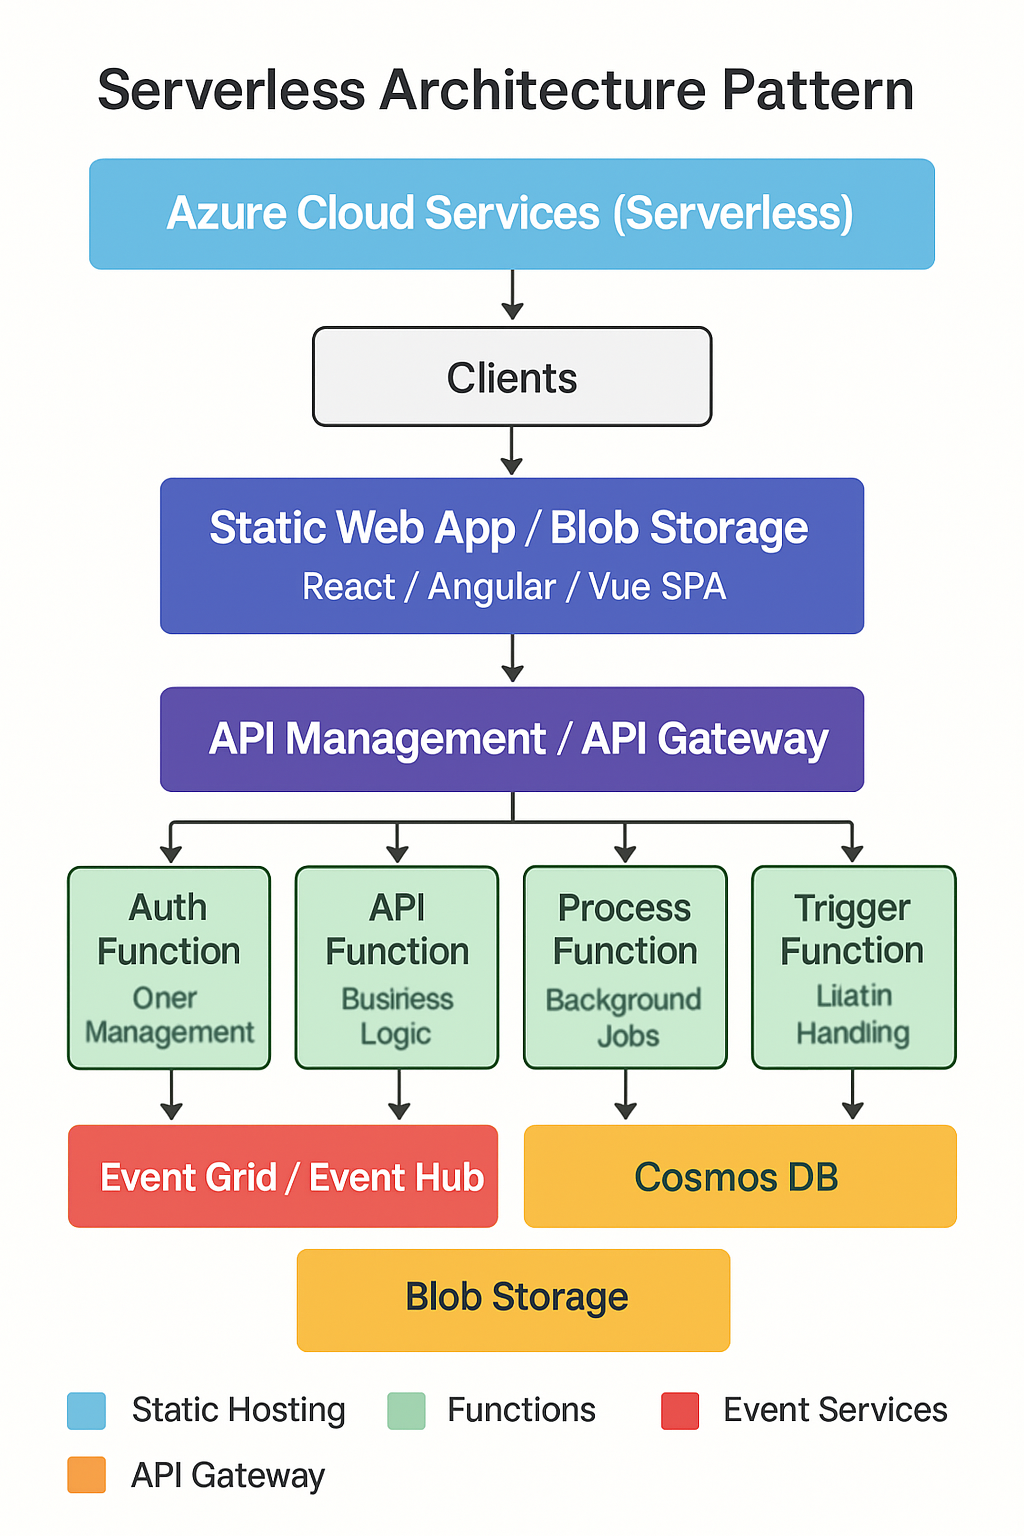 Serverless Architecture Pattern
Azure Cloud Services (Serverless)
Clients
Static Web App / Blob Storage
React / Angular / Vue SPA
API Management / API Gateway
Auth
Function
Oner
Management
API
Function
Business
Logic
Process
Function
Background
Jobs
Trigger
Function
Handling
Event Grid / Event Hub
Cosmos DB
Blob Storage
Static Hosting
Functions
Event Services
API Gateway